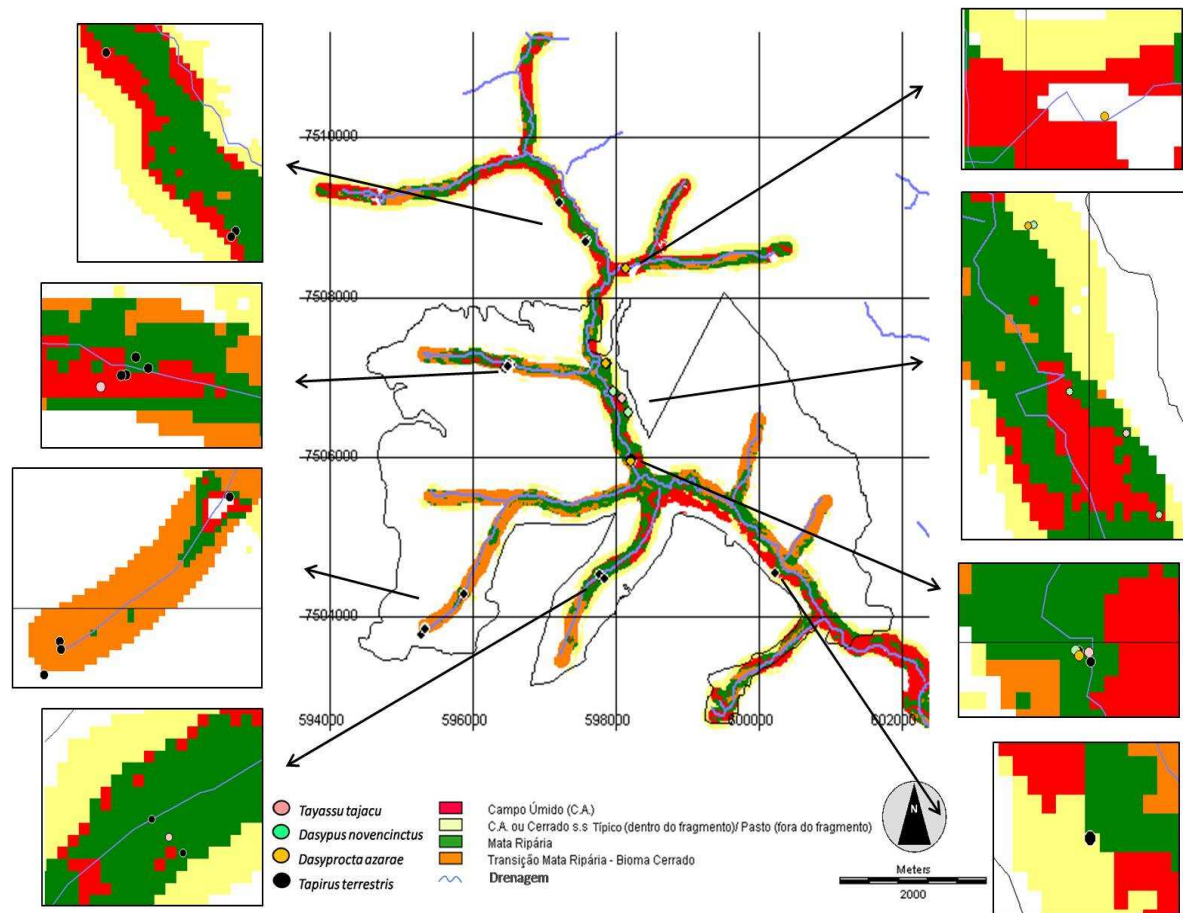 -7510000
-7508000
-7506000
-7504000
594000 596000 598000 600000 602000
Tayassu tajacu
Dasypus novencinctus
Dasyprocta azarae
Tapirus terrestris
Campo Úmido (C.A.)
C.A. ou Cerrado s.s Típico (dentro do fragmento)/ Pasto (fora do fragmento)
Mata Ripária
Transição Mata Ripária - Bioma Cerrado
Drenagem
N
Meters
2000